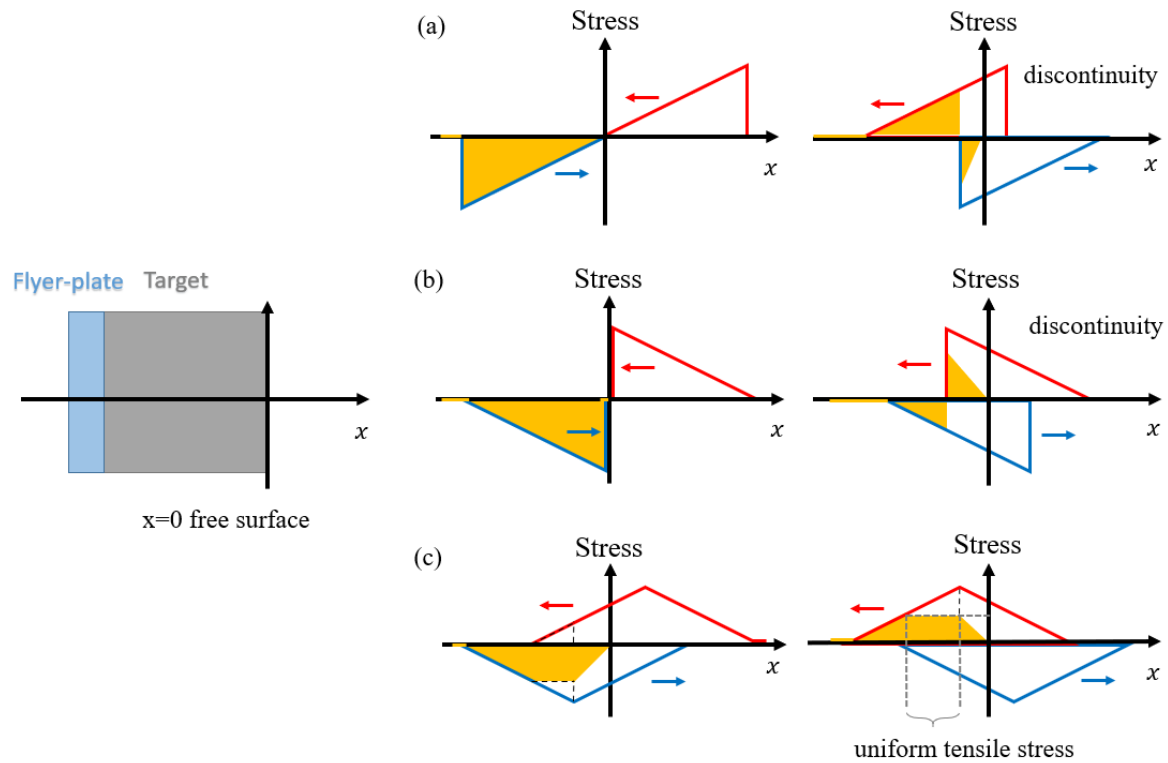 (a)
Stress
Stress
discontinuity
x
x
Flyer-plate Target
x
x=0 free surface
(b)
Stress
Stress
discontinuity
x
x
(c)
Stress
Stress
x
x
uniform tensile stress